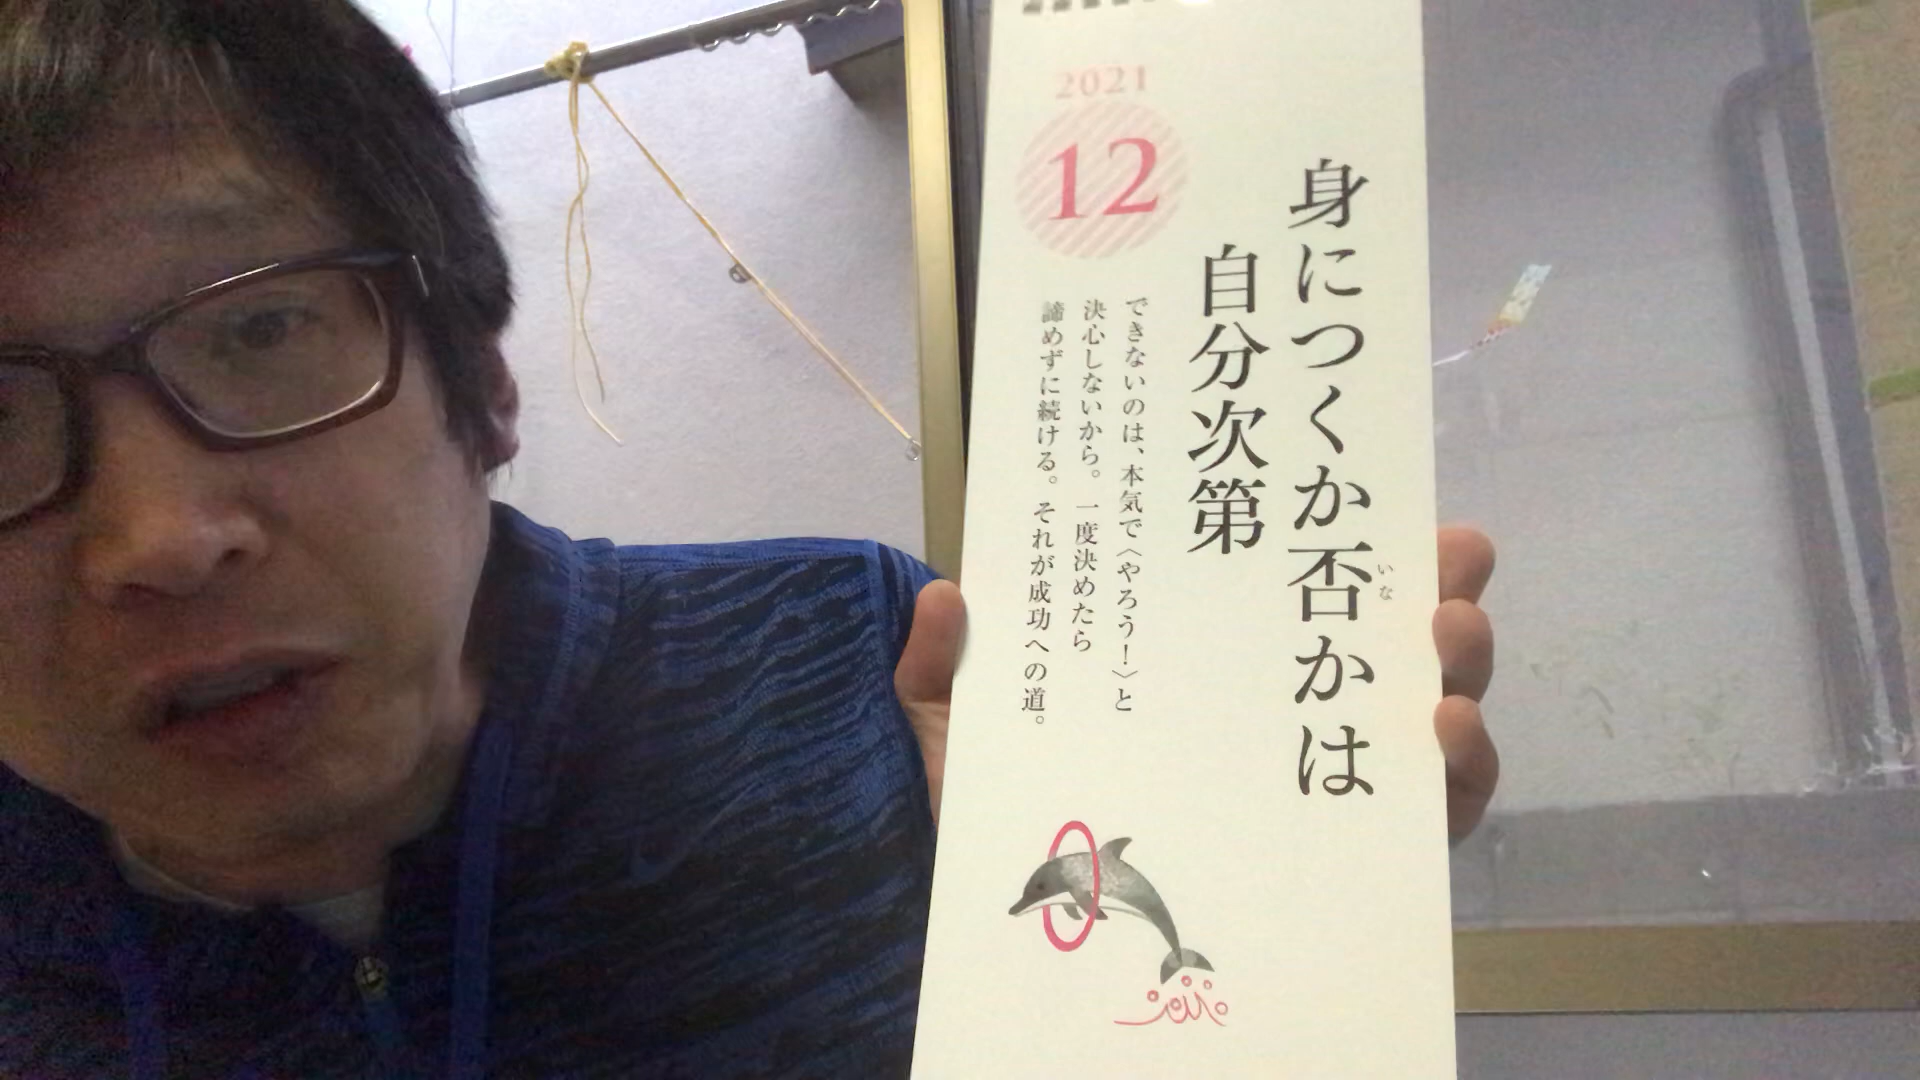 2021
12
身につくか否かは
いな
自分次第
できないのは、本気で〈やろう！〉と
決心しないから。一度決めたら
諦めずに続ける。それが成功への道。